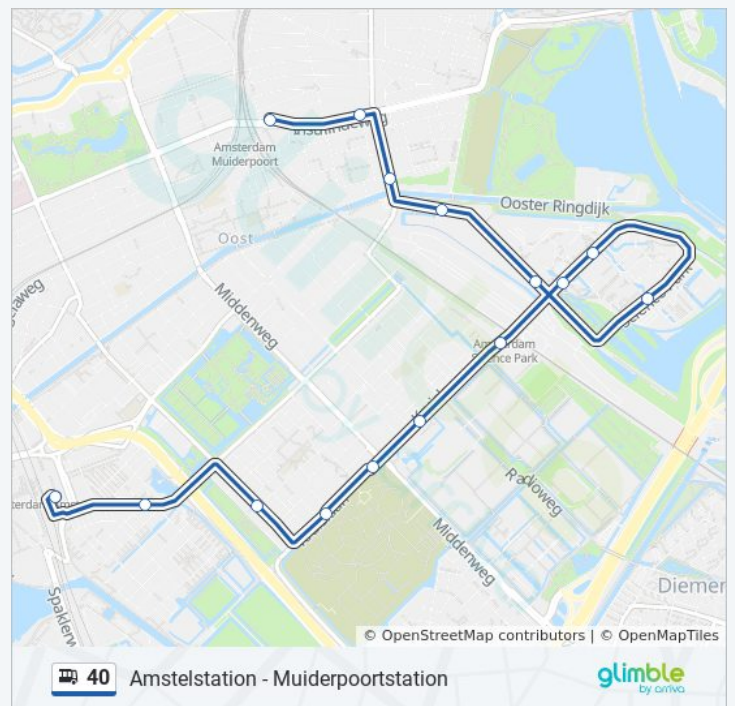 Insulindeweg
Amsterdam
Muiderpoort
Oost
Ooster Ringdijk
Middenweg
Amsterdam
Science Park
Radioweg
Middenweg
Diemen
© OpenStreetMap contributors | © OpenMapTiles
40 Amstelstation - Muiderpoortstation
glimble
by arriva